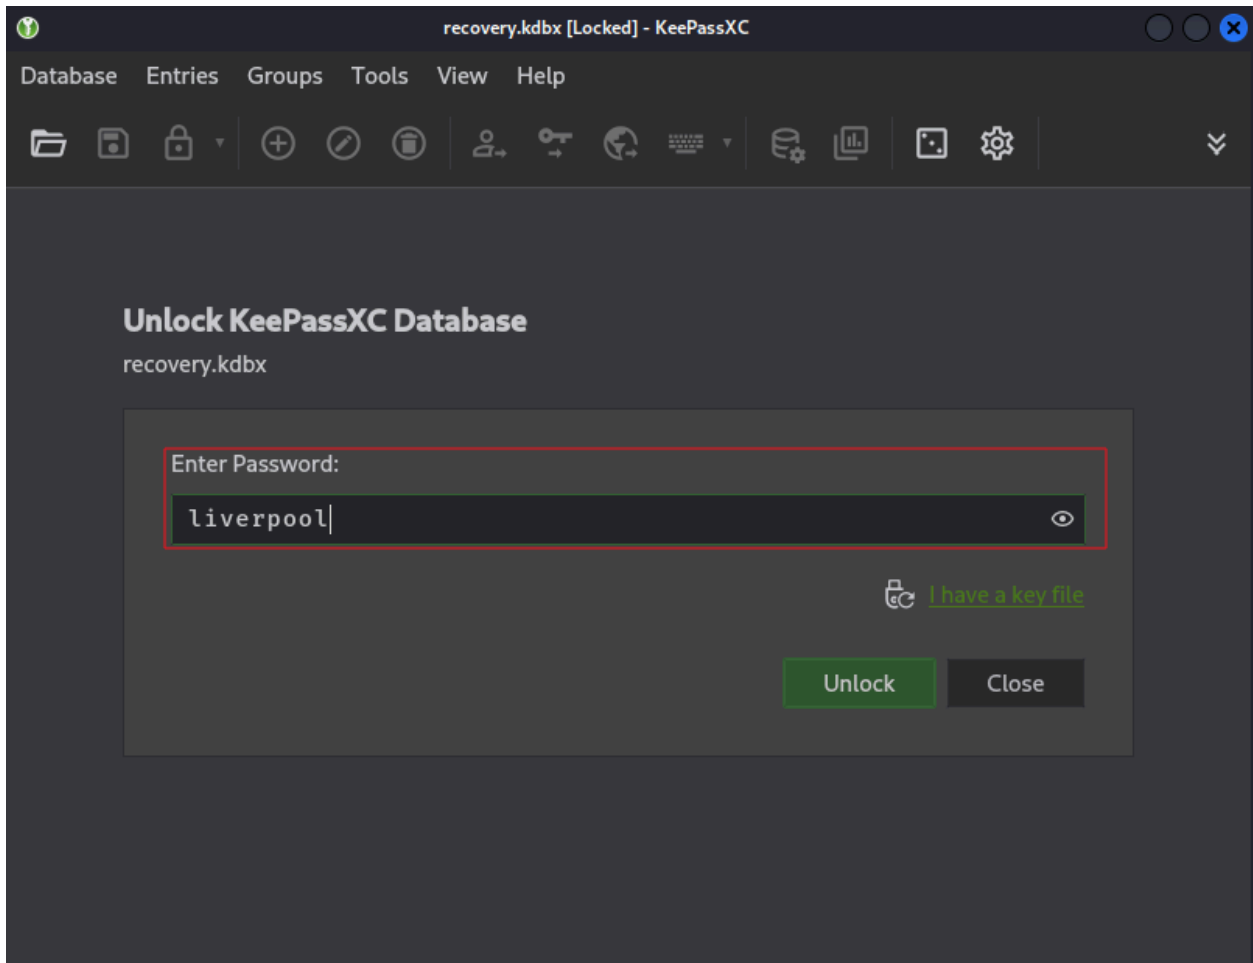 recovery.kdbx [Locked] - KeePassXC
Database Entries Groups Tools View Help
Unlock KeePassXC Database
recovery.kdbx
Enter Password:
liverpool
I have a key file
Unlock Close